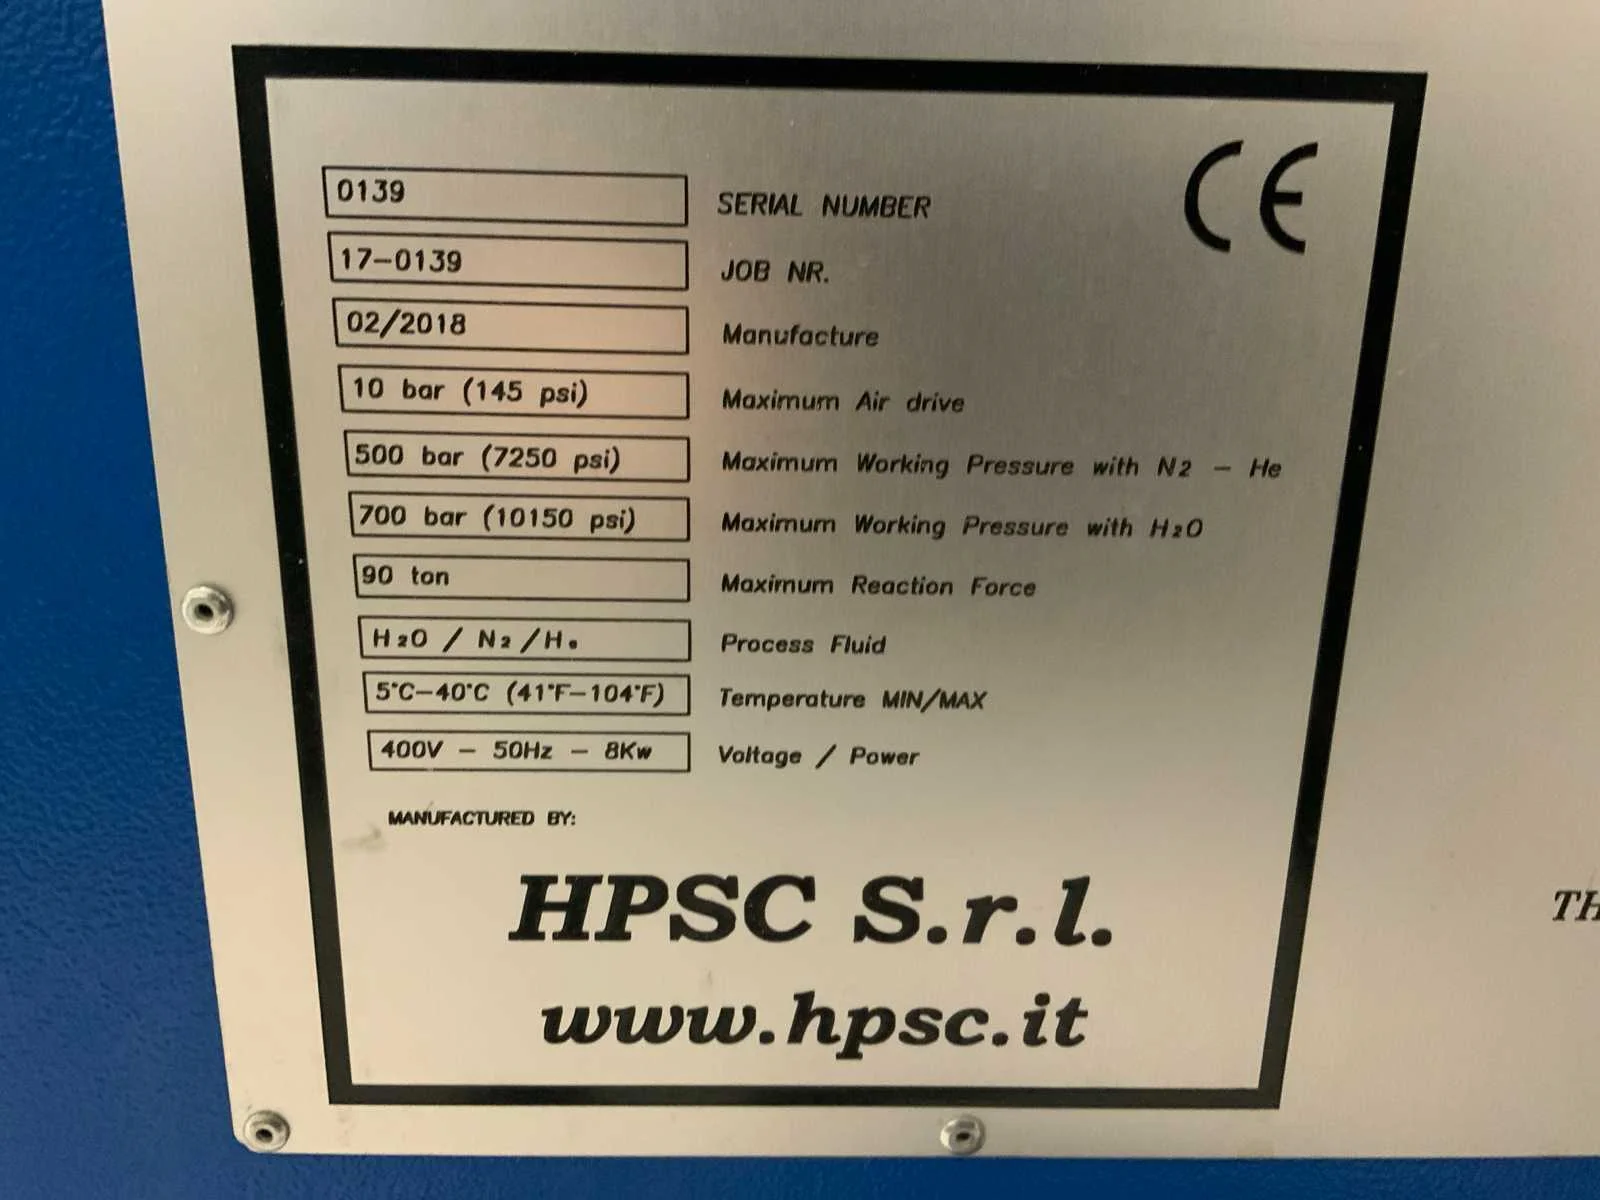 CE
0139 SERIAL NUMBER
17-0139 JOB NR.
02/2018 Manufacture
10 bar (145 psi) Maximum Air drive
500 bar (7250 psi) Maximum Working Pressure with N2 - He
700 bar (10150 psi) Maximum Working Pressure with H2O
90 ton Maximum Reaction Force
H2O / N2/He Process Fluid
5°C-40°C (41°F-104°F) Temperature MIN/MAX
400V - 50Hz - 8Kw Voltage / Power
MANUFACTURED BY:
HPSC S.r.l.
TH
www.hpsc.it